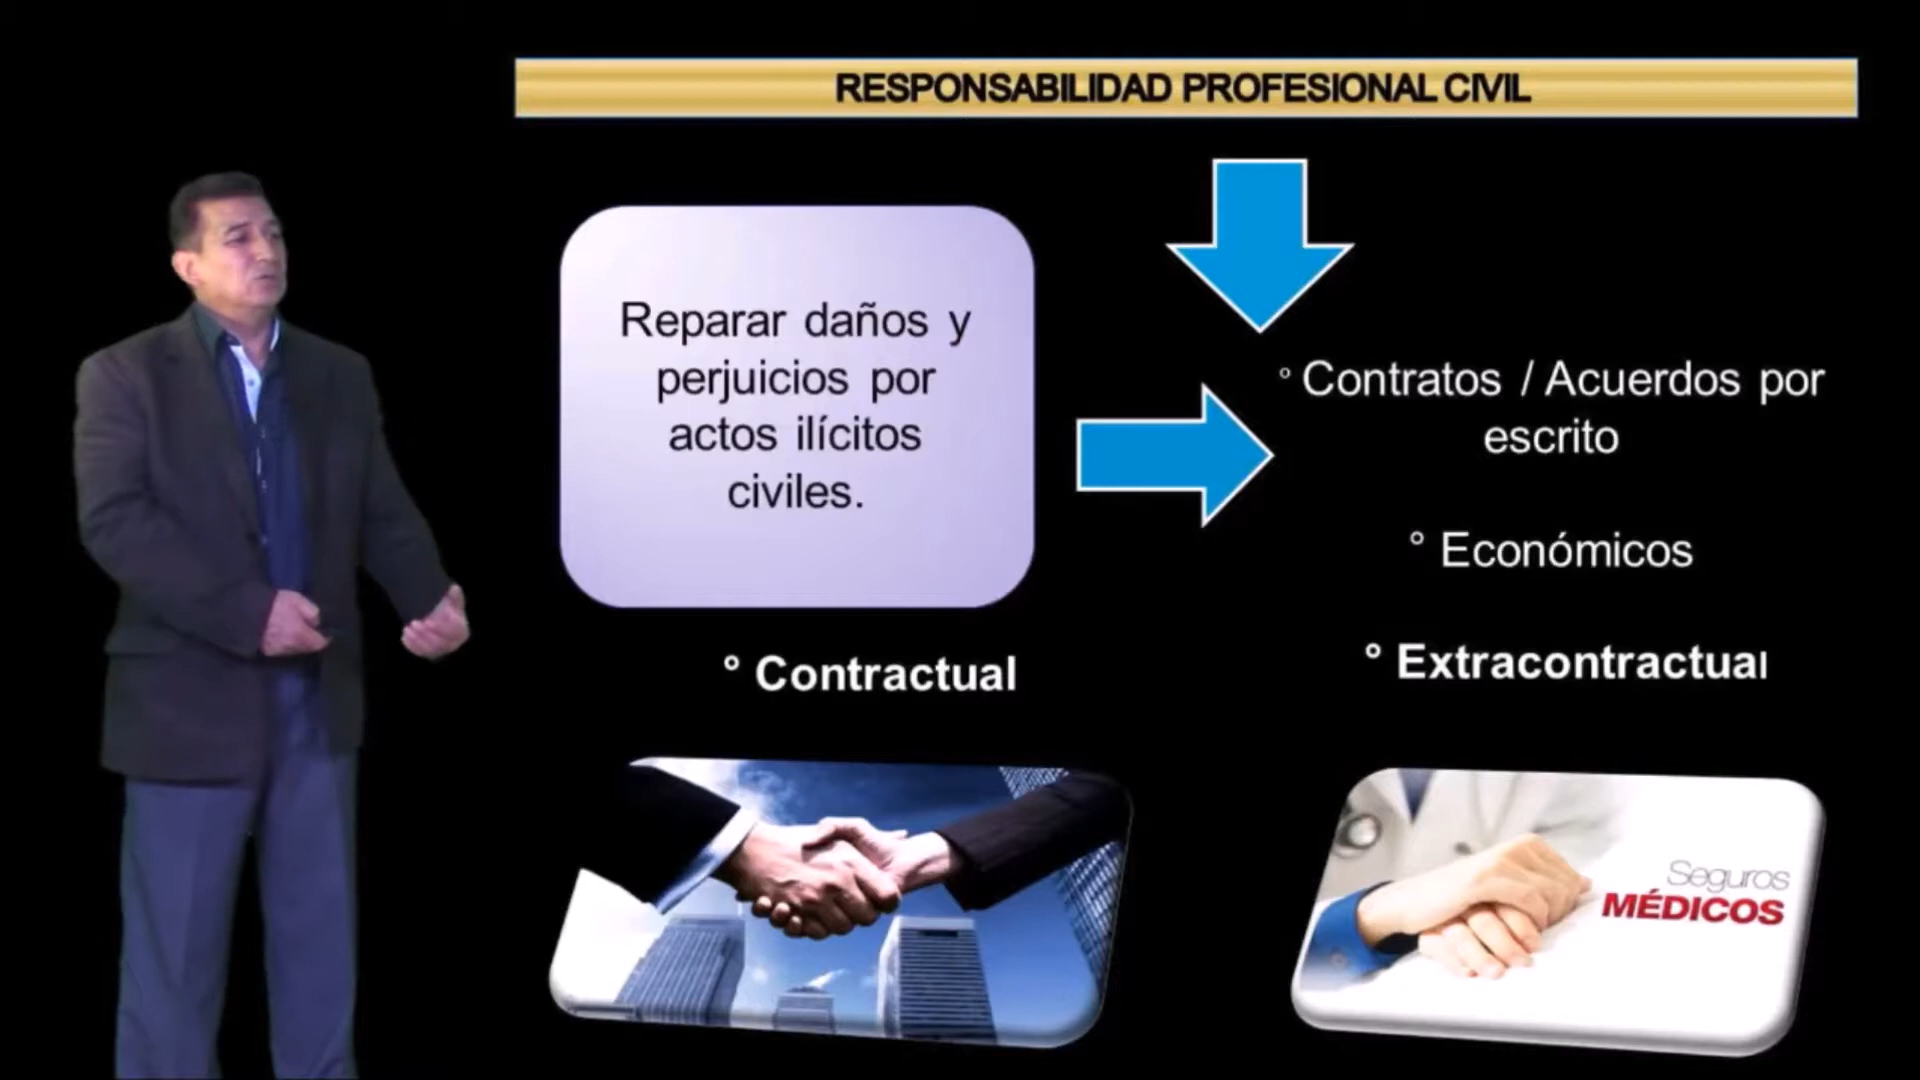 RESPONSABILIDAD PROFESIONAL CIVIL
Reparar daños y
perjuicios por
actos ilícitos
civiles.
° Contratos / Acuerdos por
escrito
° Económicos
° Contractual
° Extracontractual
Seguros
MÉDICOS